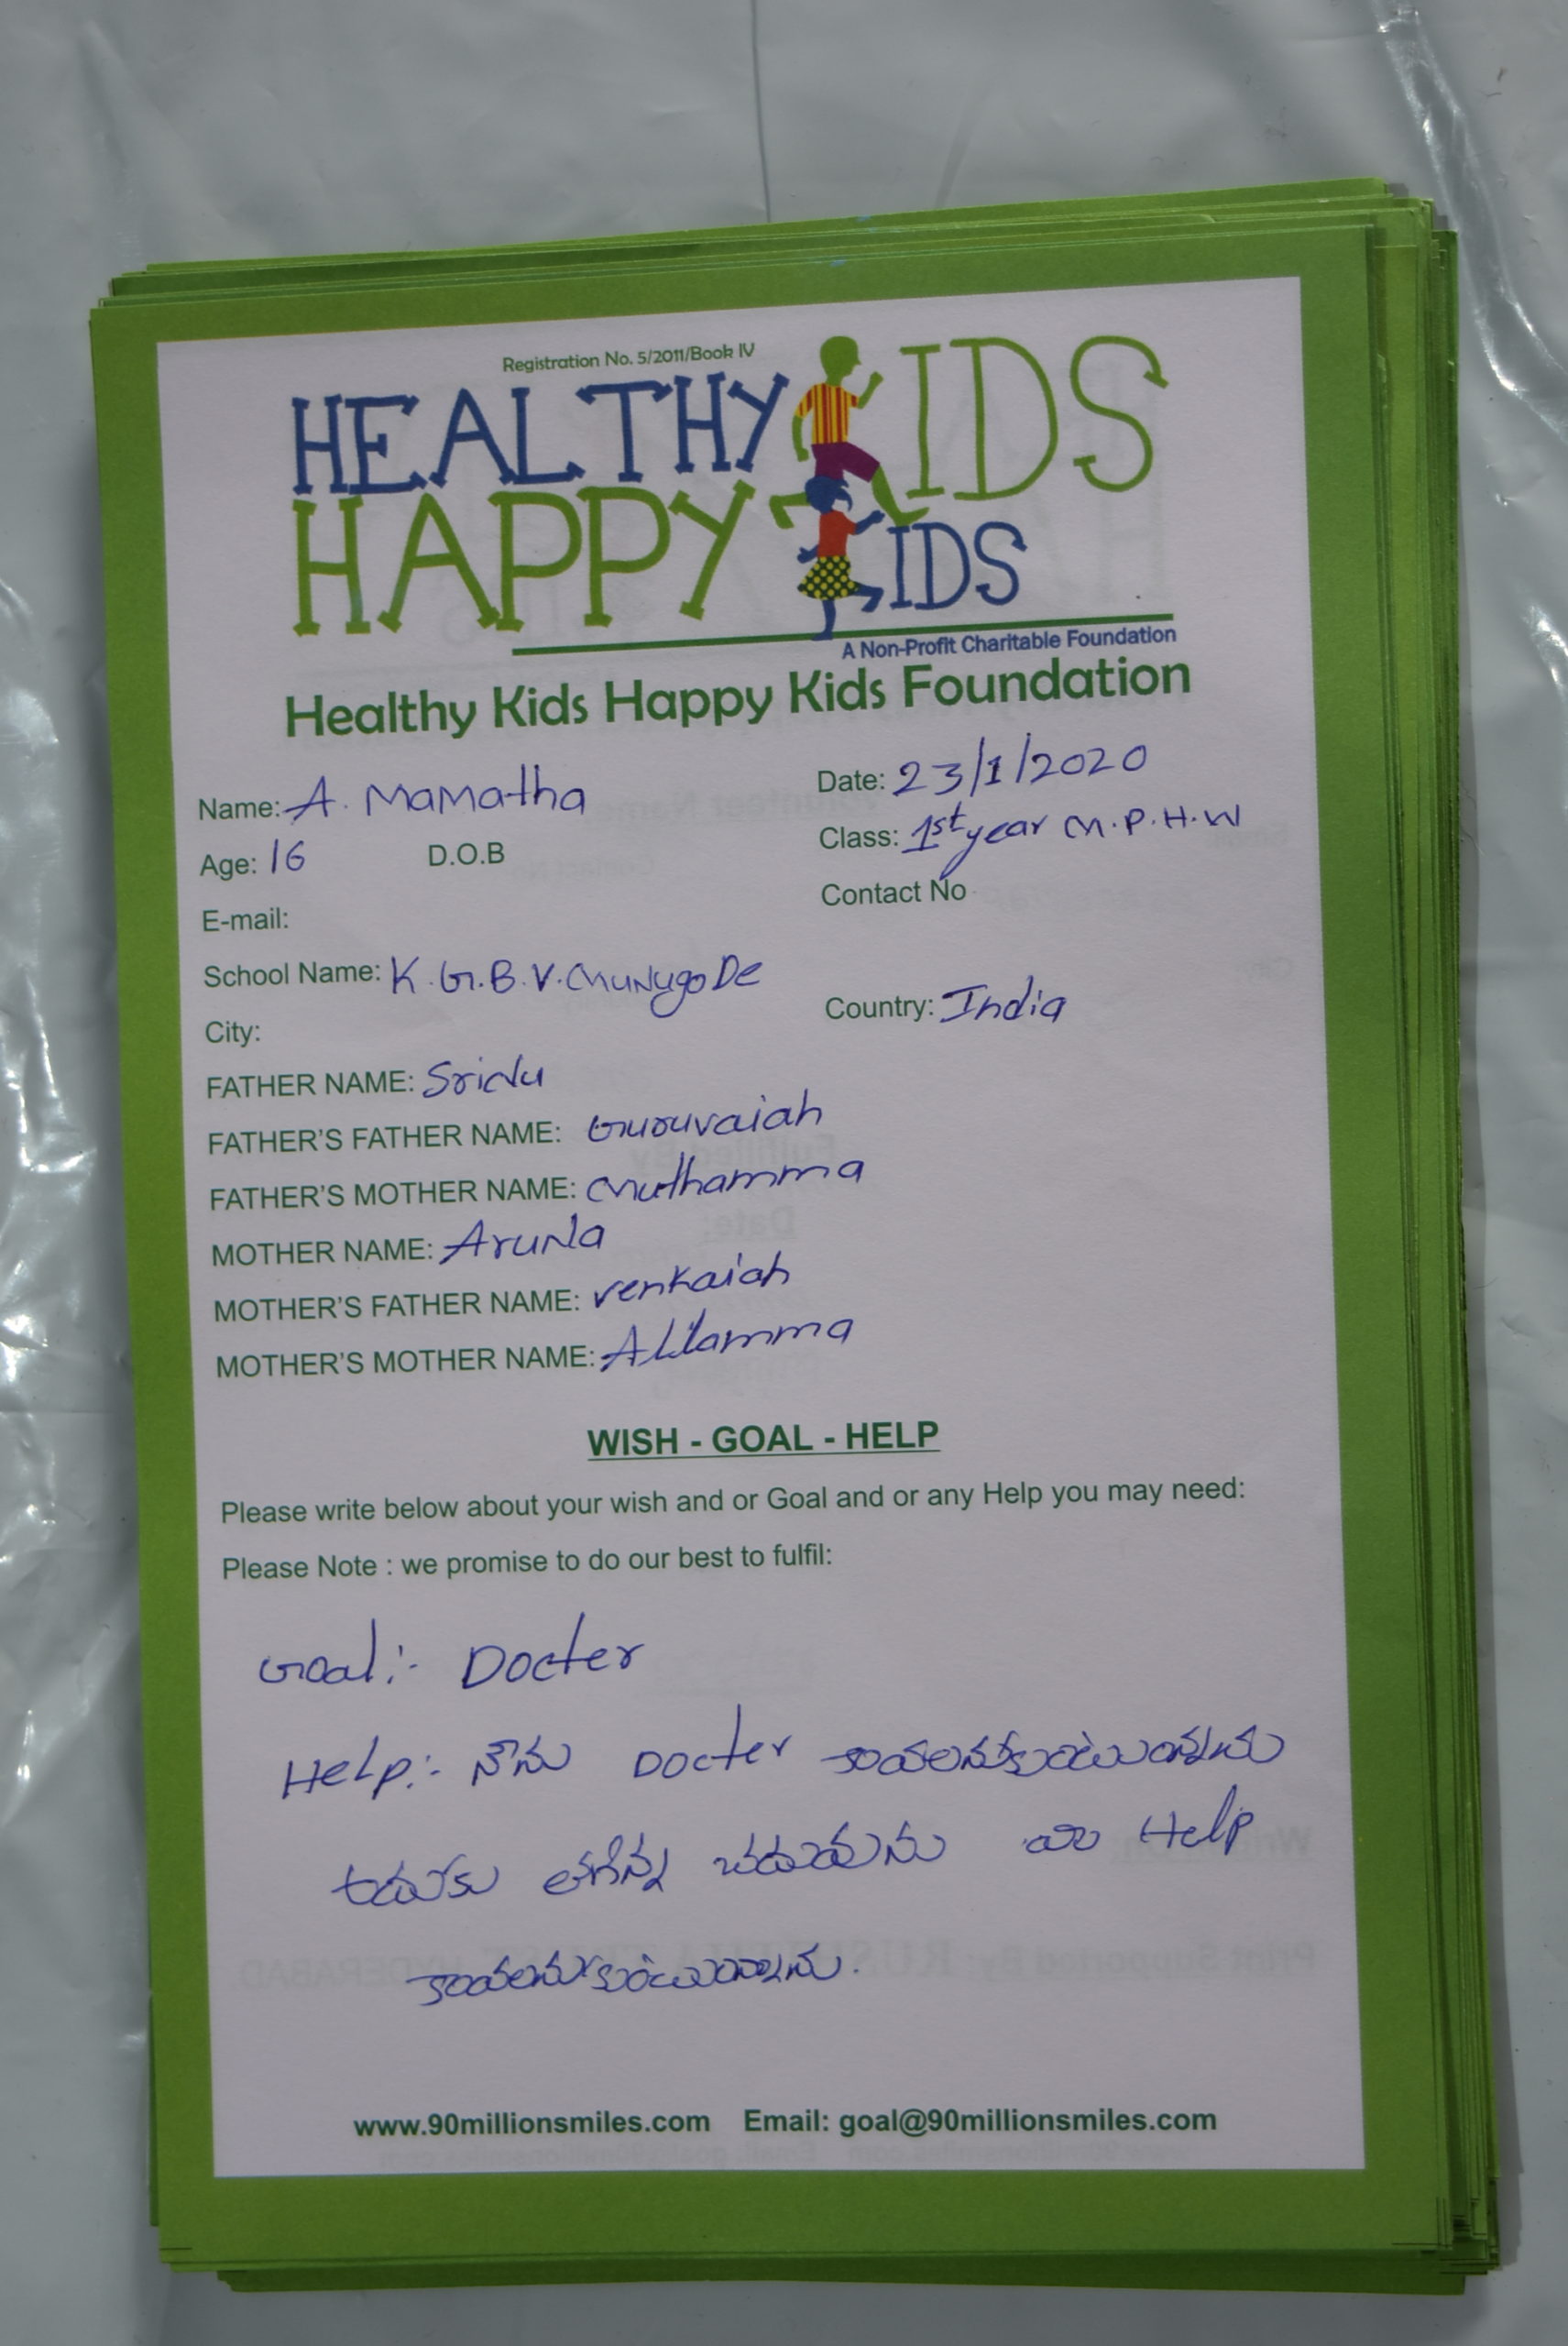 Registration No. 5/2011/Book IV
HEALTHY KIDS
HAPPY KIDS
A Non-Profit Charitable Foundation
Healthy Kids Happy Kids Foundation
Name: A. Mamatha
Date: 23/1/2020
Age: 16 D.O.B
Class: 1st year M.P.H.W
E-mail:
Contact No
School Name: K.G.B.V. MunugoDe
City:
Country: India
FATHER NAME: Srinu
FATHER'S FATHER NAME: Guruvaiah
FATHER'S MOTHER NAME: Muthamma
MOTHER NAME: Aruna
MOTHER'S FATHER NAME: Venkaiah
MOTHER'S MOTHER NAME:
WISH - GOAL - HELP
Please write below about your wish and or Goal and or any Help you may need:
Please Note : we promise to do our best to fulfil:
Goal:- Docter
Help:- నేను Docter కావాలనుకుంటున్నాను
చదువును Help
కావాలనుకుంటున్నాను.
www.90millionsmiles.com Email: goal@90millionsmiles.com